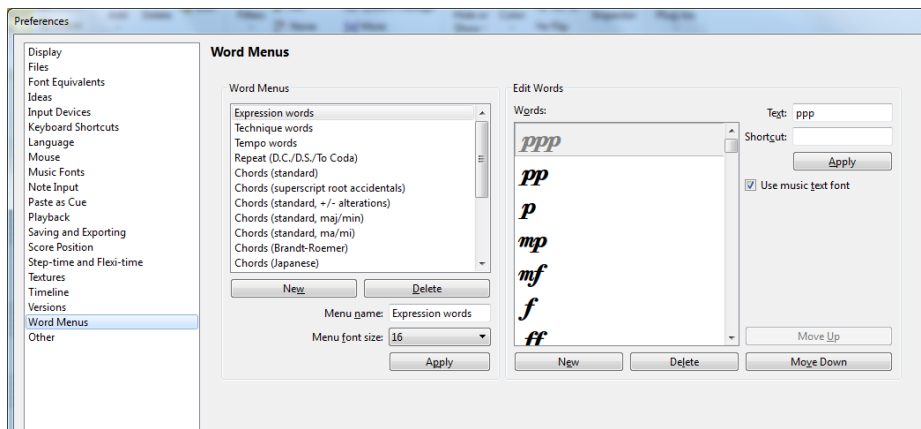 Preferences
Display
Files
Font Equivalents
Ideas
Input Devices
Keyboard Shortcuts
Language
Mouse
Music Fonts
Note Input
Paste as Cue
Playback
Saving and Exporting
Score Position
Step-time and Flexi-time
Textures
Timeline
Versions
Word Menus
Other
Word Menus
Word Menus
Expression words
Technique words
Tempo words
Repeat (D.C./D.S./To Coda)
Chords (standard)
Chords (superscript root accidentals)
Chords (standard, +/- alterations)
Chords (standard, maj/min)
Chords (standard, ma/mi)
Chords (Brandt-Roemer)
Chords (Japanese)
New Delete
Menu name: Expression words
Menu font size: 16
Apply
Edit Words
Words:
ppp
pp
p
mp
mf
f
ff
New Delete
Text: ppp
Shortcut:
Apply
Use music text font
Move Up
Move Down